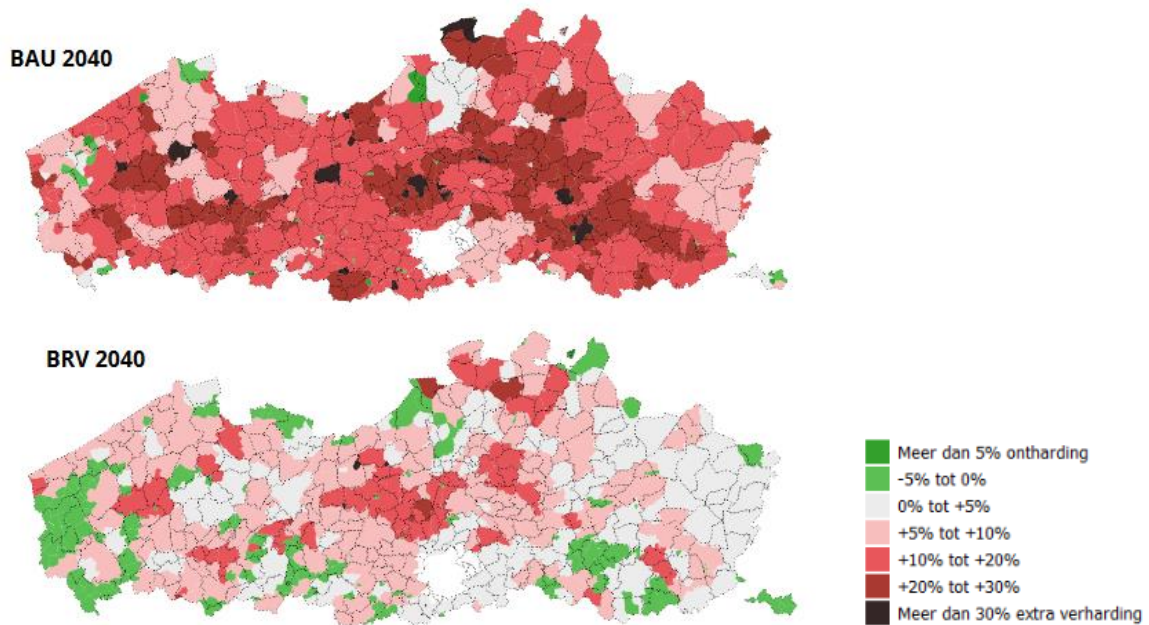 BAU 2040
BRV 2040
Meer dan 5% ontharding
-5% tot 0%
0% tot +5%
+5% tot +10%
+10% tot +20%
+20% tot +30%
Meer dan 30% extra verharding